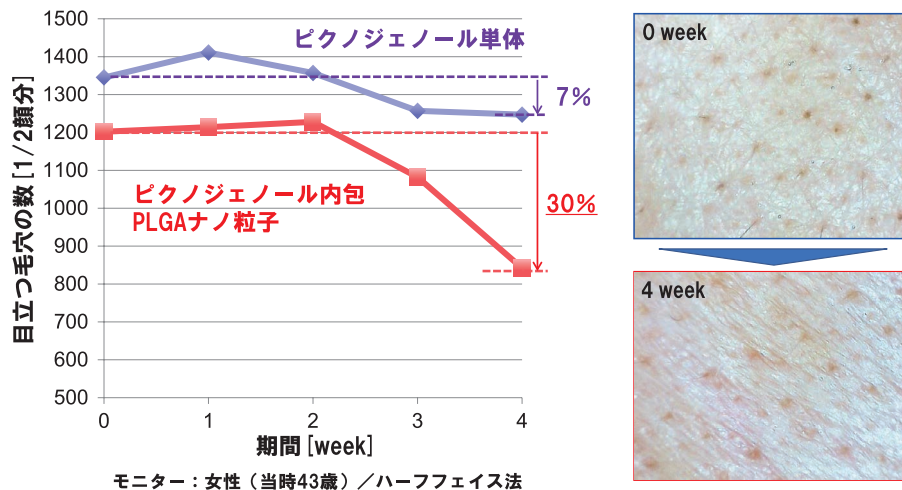 目立つ毛穴の数 [1/2顔分]
1500
1400
1300
1200
1100
1000
900
800
700
600
500
ピクノジェノール単体
7%
ピクノジェノール内包
PLGAナノ粒子
30%
0 1 2 3 4
期間 [week]
モニター：女性（当時43歳）／ハーフフェイス法
0 week
4 week